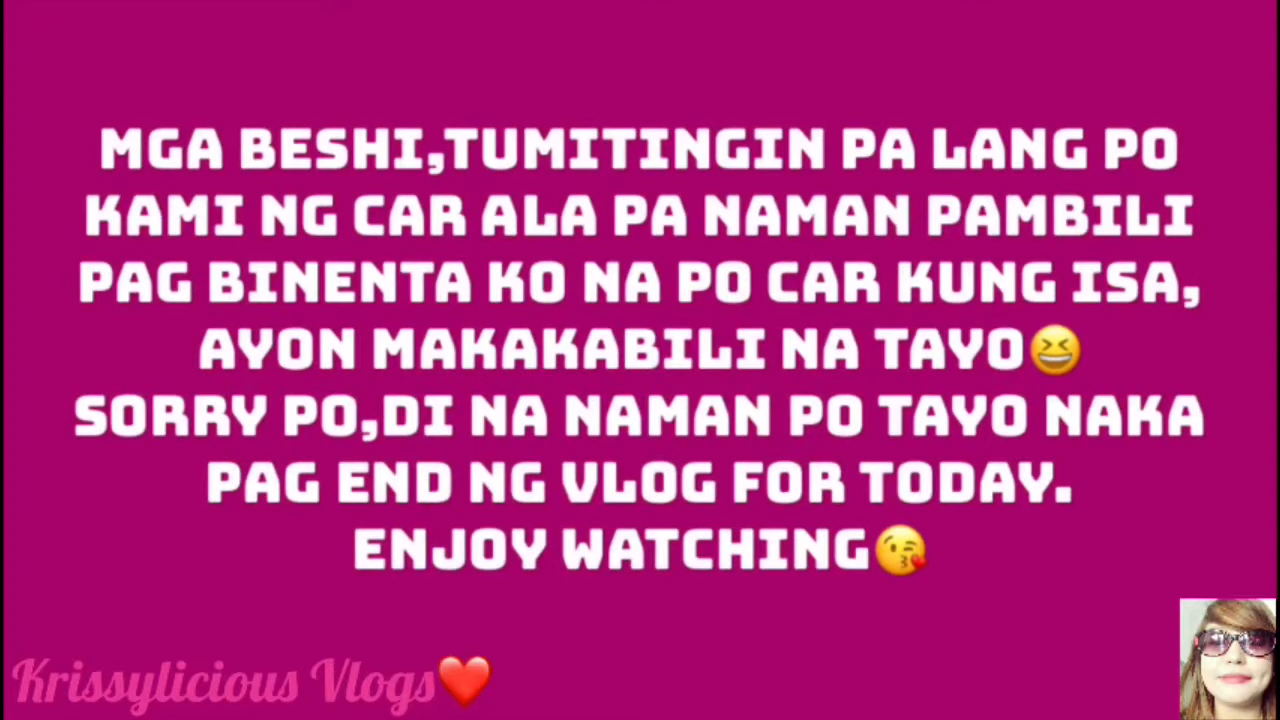 MGA BESHI,TUMITINGIN PA LANG PO
KAMI NG CAR ALA PA NAMAN PAMBILI
PAG BINENTA KO NA PO CAR KUNG ISA,
AYON MAKAKABILI NA TAYO😆
SORRY PO,DI NA NAMAN PO TAYO NAKA
PAG END NG VLOG FOR TODAY.
ENJOY WATCHING😘
Krissylicious Vlogs❤️